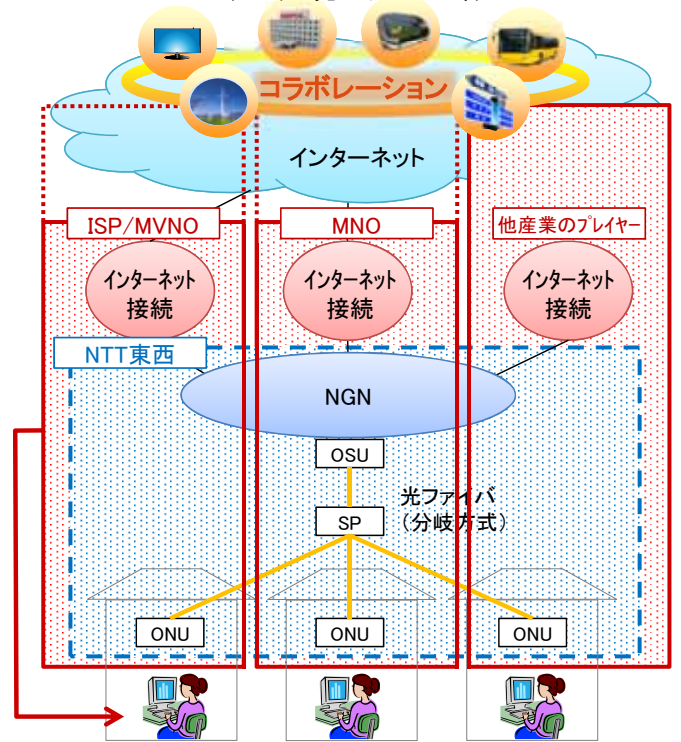 コラボレーション
インターネット
ISP/MVNO
MNO
他産業のプレイヤー
インターネット
接続
インターネット
接続
インターネット
接続
NTT東西
NGN
OSU
光ファイバ
(分岐方式)
SP
ONU
ONU
ONU